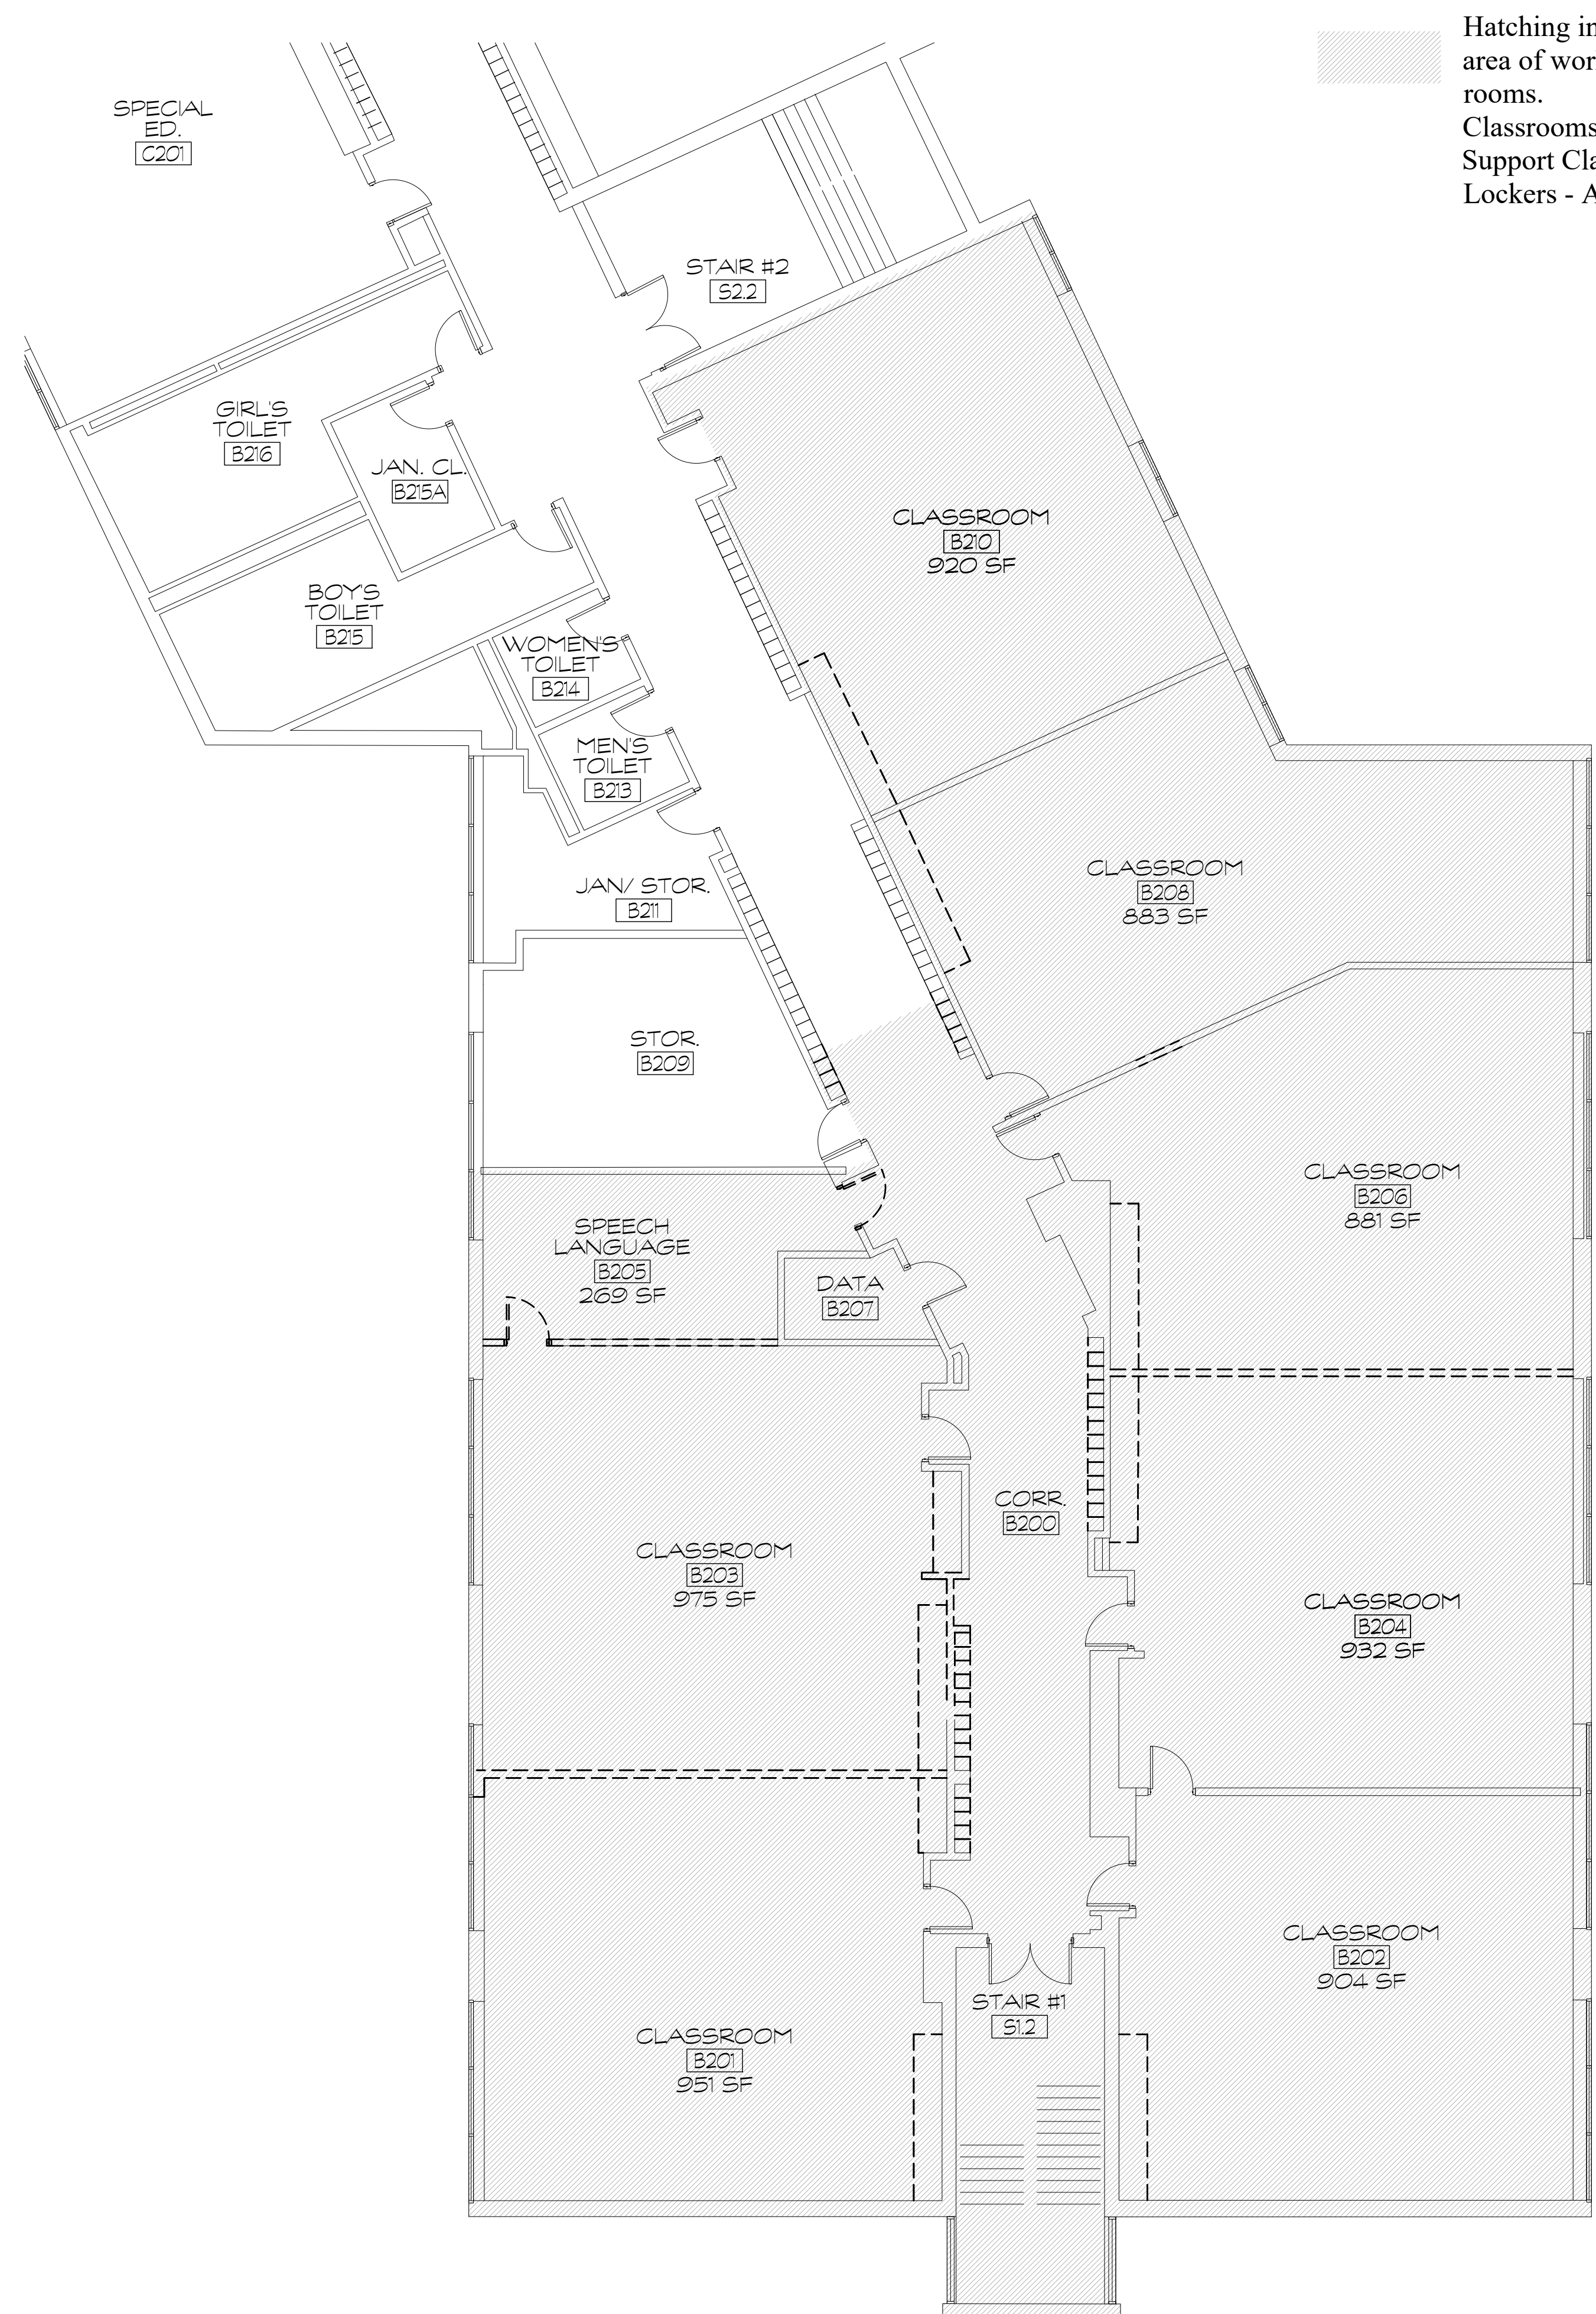 Hatching in
area of wor
rooms.
Classrooms
Support Cla
Lockers - A
SPECIAL
ED.
C201
STAIR #2
S2.2
GIRL'S
TOILET
B216
JAN. CL.
B215A
CLASSROOM
B210
920 SF
BOY'S
TOILET
B215
WOMEN'S
TOILET
B214
MEN'S
TOILET
B213
JAN/ STOR.
B211
CLASSROOM
B208
883 SF
STOR.
B209
CLASSROOM
B206
881 SF
SPEECH
LANGUAGE
B205
269 SF
DATA
B207
CORR.
B200
CLASSROOM
B203
975 SF
CLASSROOM
B204
932 SF
CLASSROOM
B202
904 SF
STAIR #1
S1.2
CLASSROOM
B201
951 SF